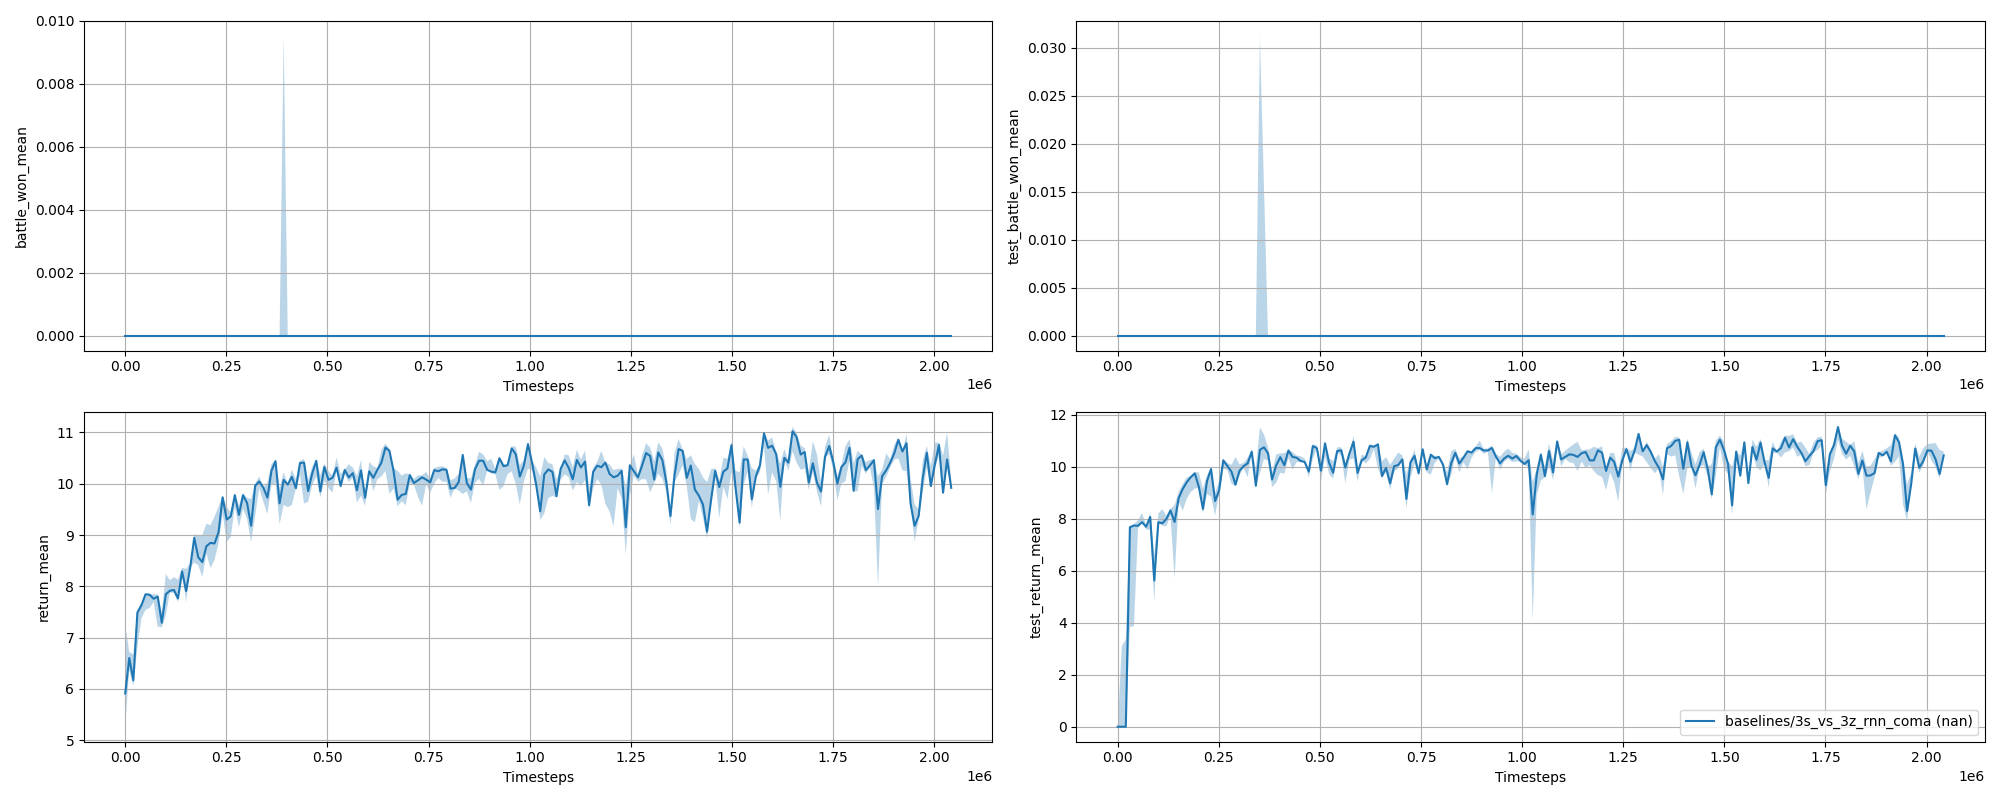 battle_won_mean
0.010
0.008
0.006
0.004
0.002
0.000
0.00 0.25 0.50 0.75 1.00 1.25 1.50 1.75 2.00
1e6
Timesteps
test_battle_won_mean
0.030
0.025
0.020
0.015
0.010
0.005
0.000
0.00 0.25 0.50 0.75 1.00 1.25 1.50 1.75 2.00
1e6
Timesteps
return_mean
11
10
9
8
7
6
5
0.00 0.25 0.50 0.75 1.00 1.25 1.50 1.75 2.00
1e6
Timesteps
test_return_mean
12
10
8
6
4
2
0
baselines/3s_vs_3z_rnn_coma (nan)
0.00 0.25 0.50 0.75 1.00 1.25 1.50 1.75 2.00
1e6
Timesteps